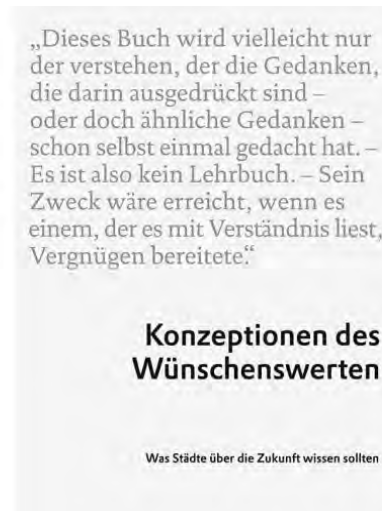 „Dieses Buch wird vielleicht nur
der verstehen, der die Gedanken,
die darin ausgedrückt sind –
oder doch ähnliche Gedanken –
schon selbst einmal gedacht hat. –
Es ist also kein Lehrbuch. – Sein
Zweck wäre erreicht, wenn es
einem, der es mit Verständnis liest,
Vergnügen bereitete.“
Konzeptionen des
Wünschenswerten
Was Städte über die Zukunft wissen sollten